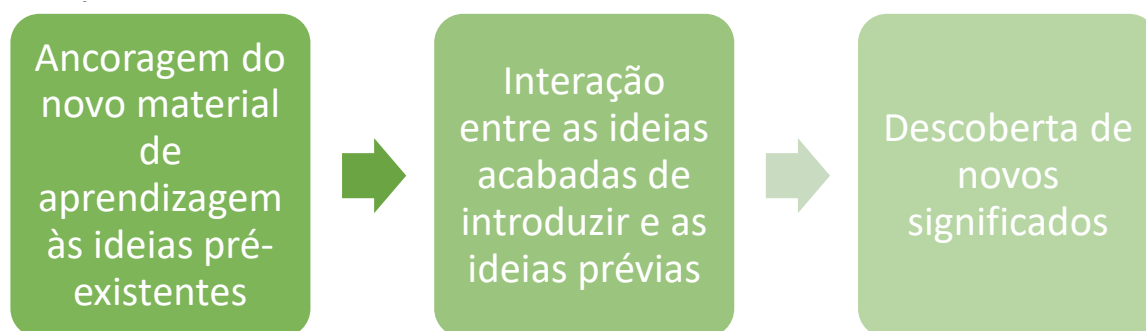 Ancoragem do
novo material
de
aprendizagem
às ideias pré-
existentes
Interação
entre as ideias
acabadas de
introduzir e as
ideias prévias
Descoberta de
novos
significados